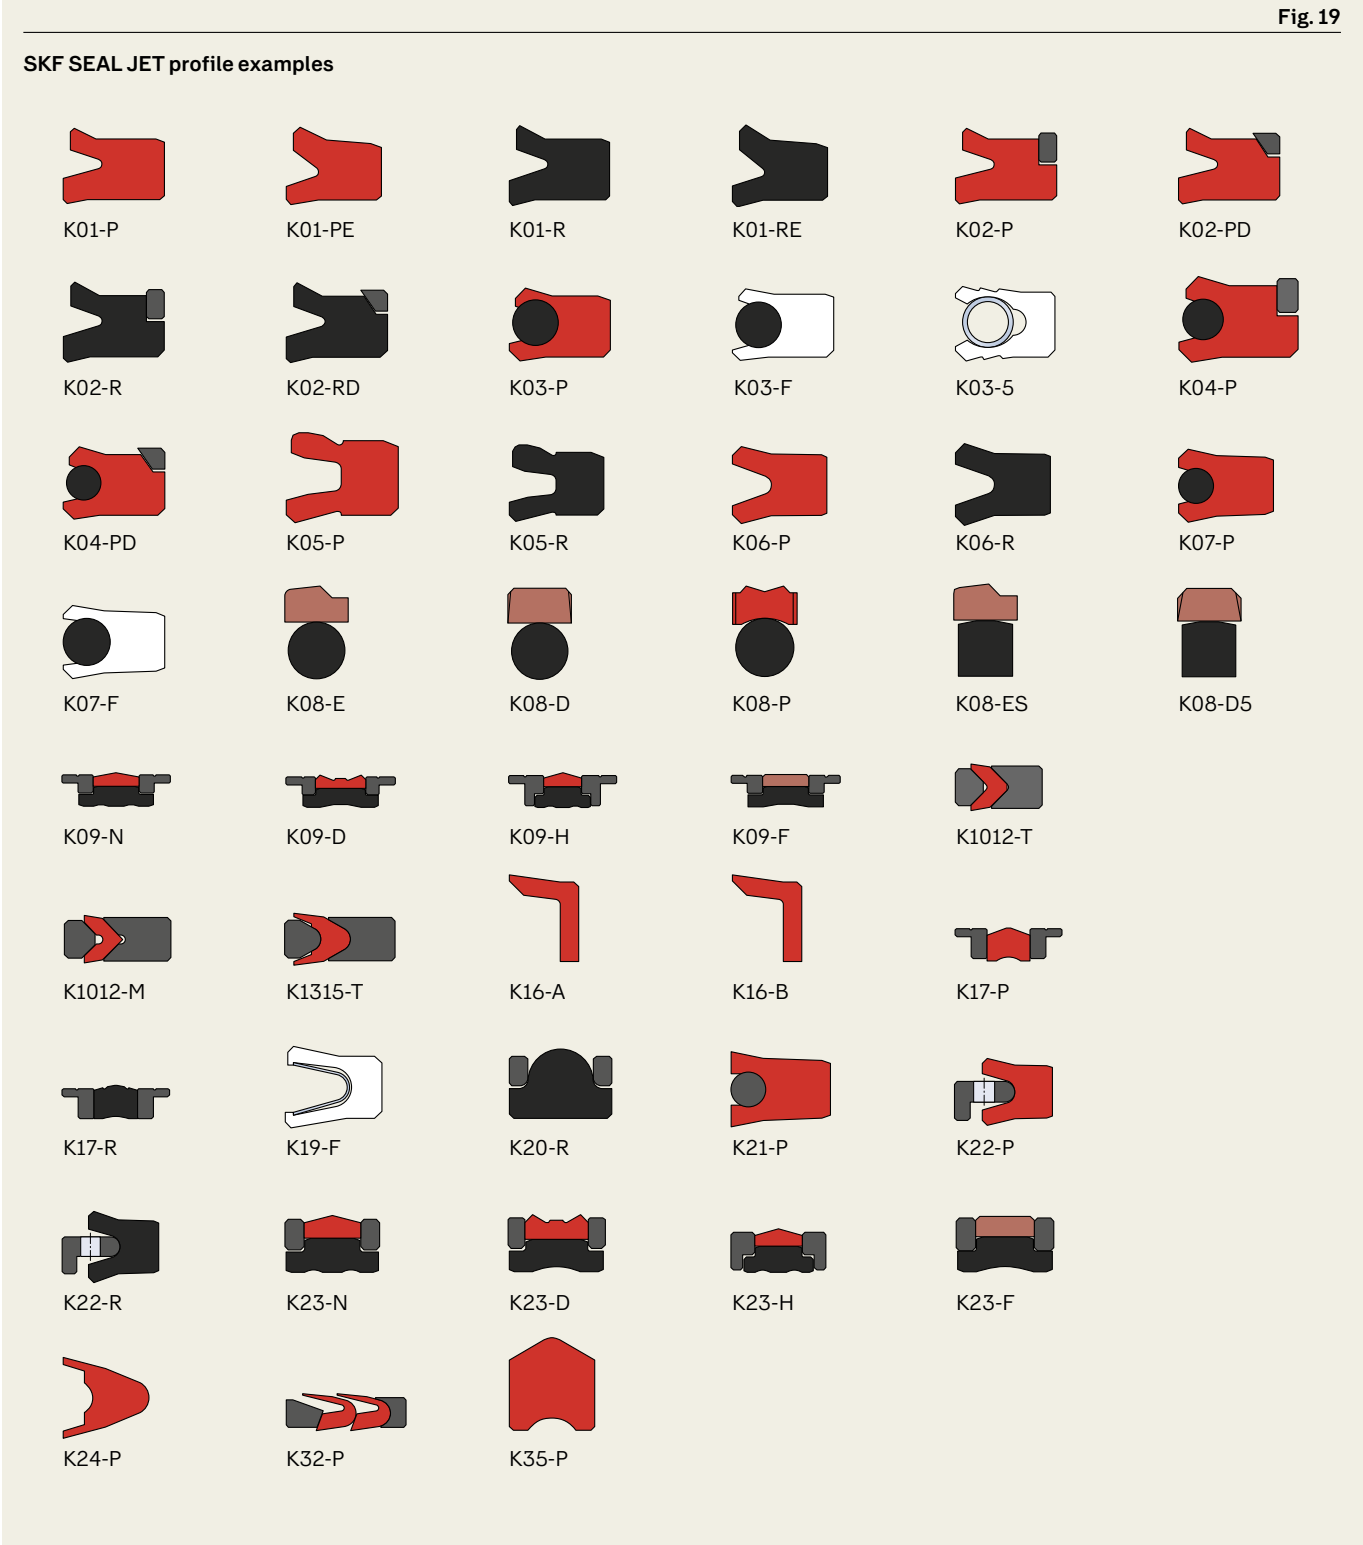 Fig. 19
SKF SEAL JET profile examples
K01-P K01-PE K01-R K01-RE K02-P K02-PD
K02-R K02-RD K03-P K03-F K03-5 K04-P
K04-PD K05-P K05-R K06-P K06-R K07-P
K07-F K08-E K08-D K08-P K08-ES K08-D5
K09-N K09-D K09-H K09-F K1012-T
K1012-M K1315-T K16-A K16-B K17-P
K17-R K19-F K20-R K21-P K22-P
K22-R K23-N K23-D K23-H K23-F
K24-P K32-P K35-P